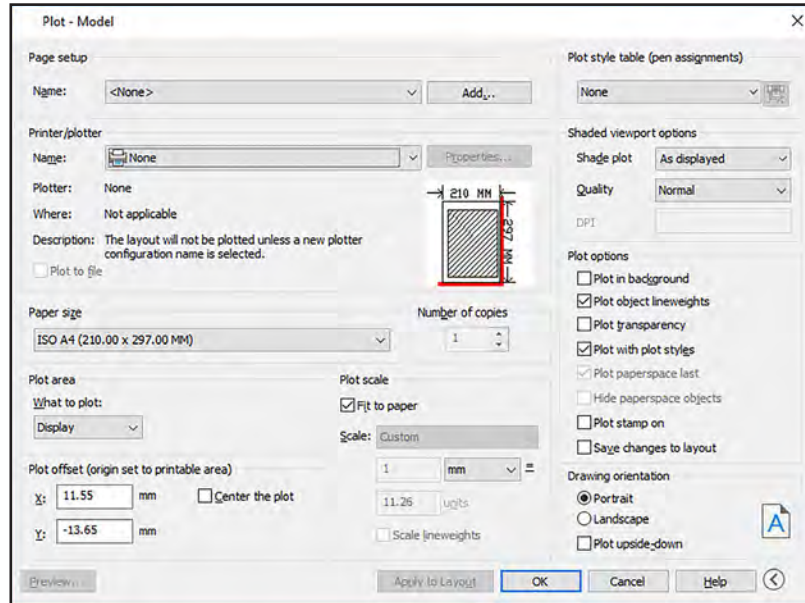 Plot - Model
Page setup
Name: <None> Add...
Printer/plotter
Name: None Properties...
Plotter: None
Where: Not applicable
Description: The layout will not be plotted unless a new plotter
configuration name is selected.
Plot to file
210 MM
297 MM
Paper size
ISO A4 (210.00 x 297.00 MM)
Number of copies
1
Plot area
What to plot:
Display
Plot offset (origin set to printable area)
X: 11.55 mm Center the plot
Y: -13.65 mm
Plot scale
Fit to paper
Scale: Custom
1 mm =
11.26 units
Scale lineweights
Plot style table (pen assignments)
None
Shaded viewport options
Shade plot As displayed
Quality Normal
DPI
Plot options
Plot in background
Plot object lineweights
Plot transparency
Plot with plot styles
Plot paperspace last
Hide paperspace objects
Plot stamp on
Save changes to layout
Drawing orientation
Portrait
Landscape
Plot upside-down
A
Preview... Apply to Layout OK Cancel Help